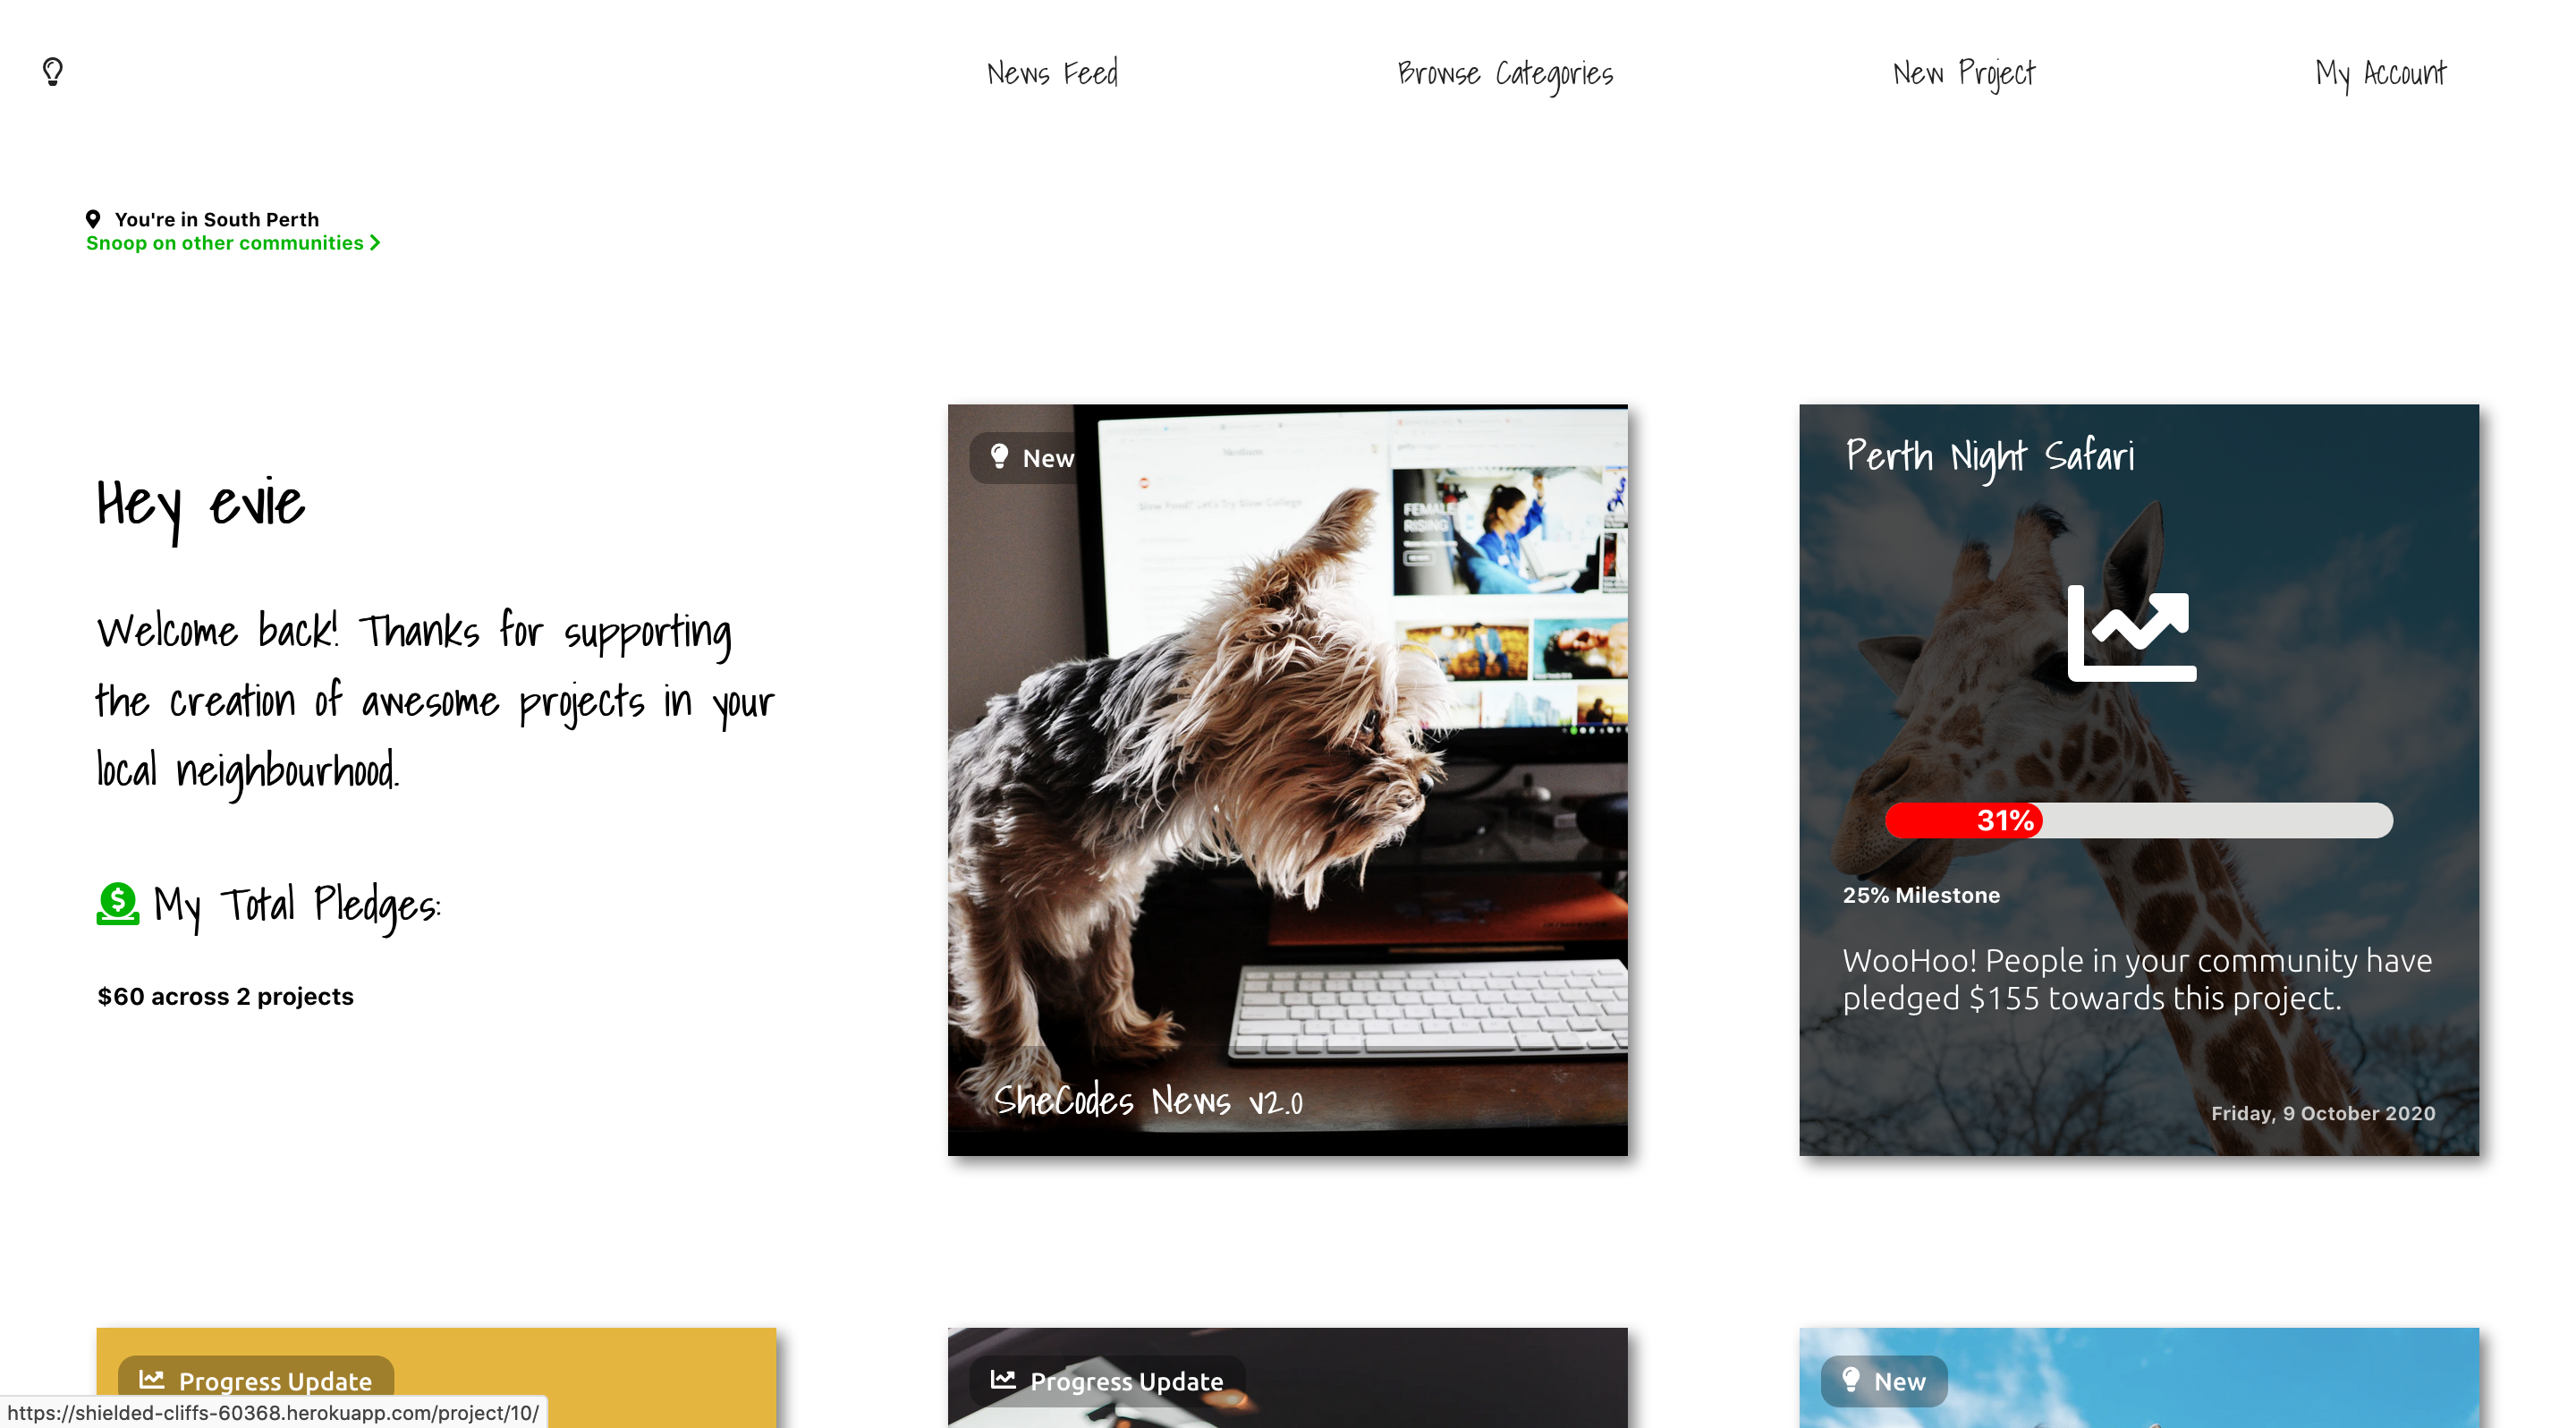 News Feed
Browse Categories
New Project
My Account
You're in South Perth
Snoop on other communities
Hey evie
Welcome back! Thanks for supporting
the creation of awesome projects in your
local neighbourhood.
My Total Pledges:
$60 across 2 projects
New
FEMALE
RISING
SheCodes News v2.0
Perth Night Safari
31%
25% Milestone
WooHoo! People in your community have
pledged $155 towards this project.
Friday, 9 October 2020
Progress Update
Progress Update
New
https://shielded-cliffs-60368.herokuapp.com/project/10/